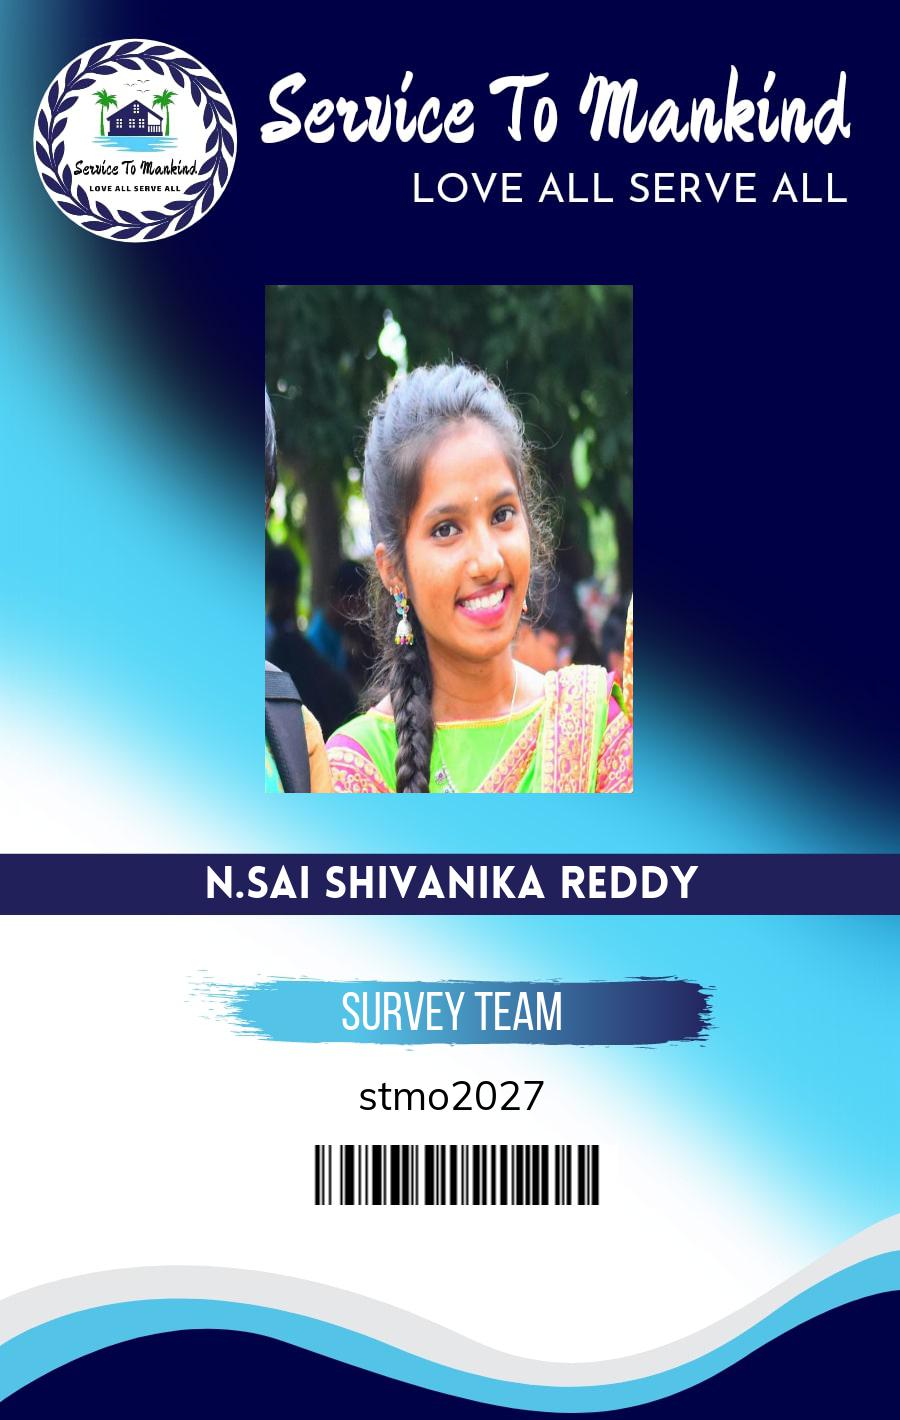 Service To Mankind
LOVE ALL SERVE ALL
Service To Mankind
LOVE ALL SERVE ALL
N.SAI SHIVANIKA REDDY
SURVEY TEAM
stmo2027